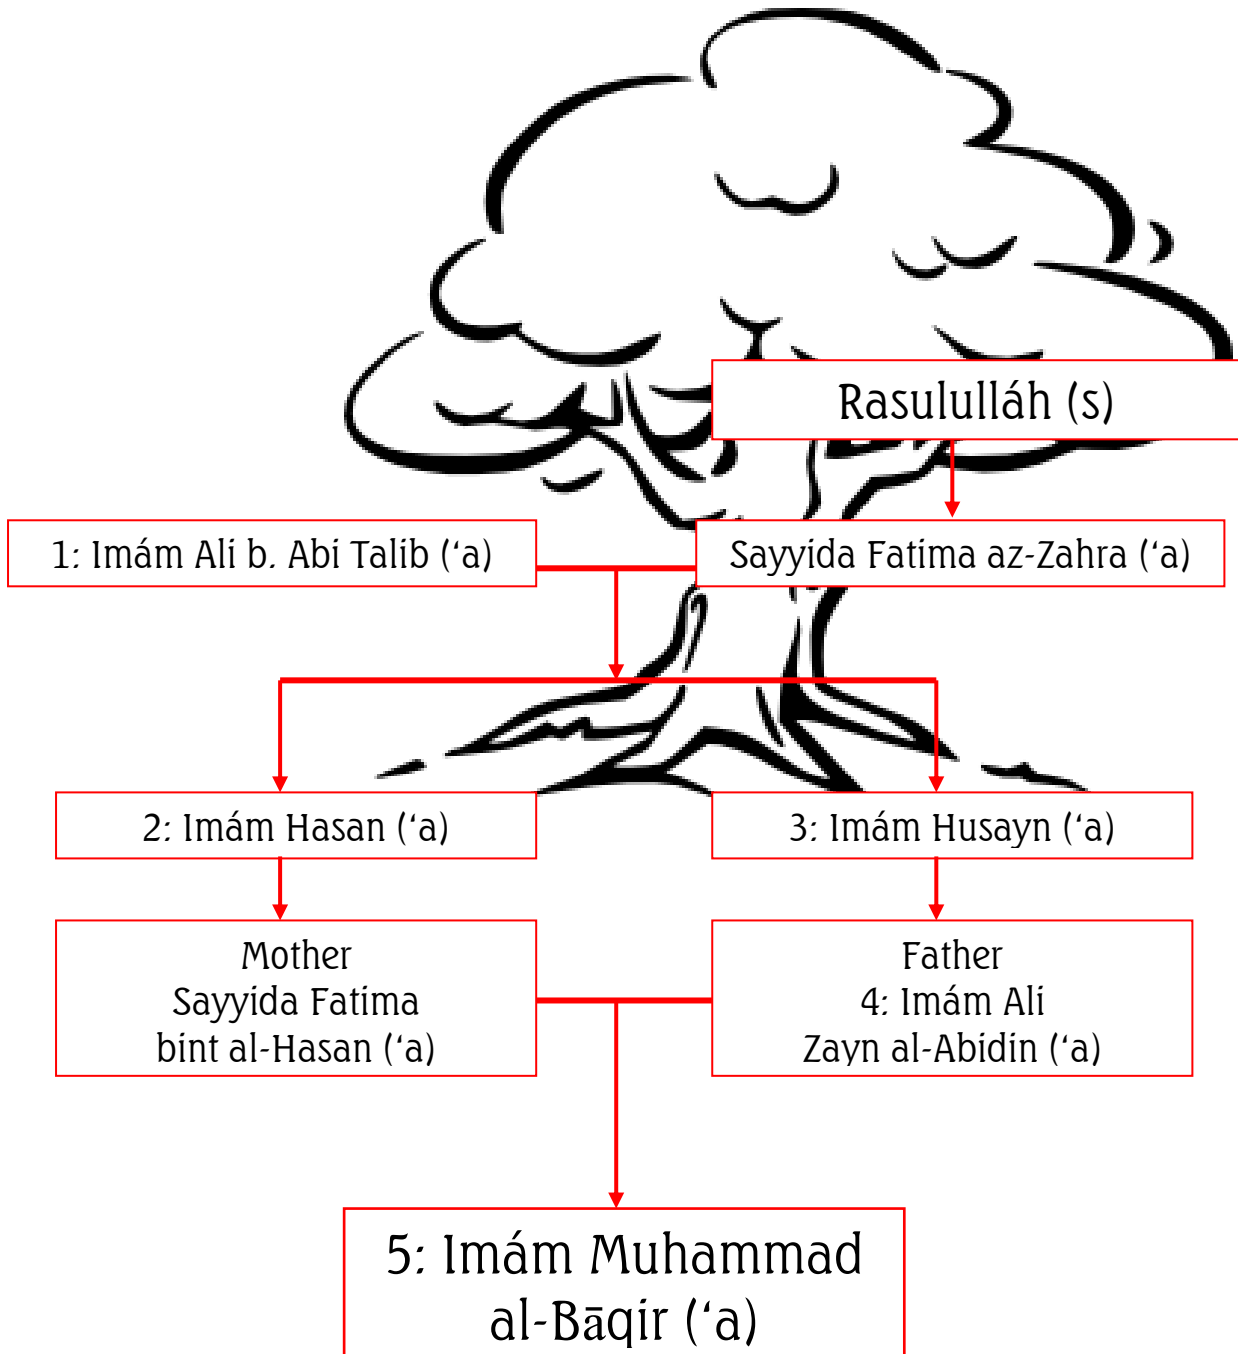 Rasululláh (s)
1: Imám Ali b. Abi Talib (‘a)
Sayyida Fatima az-Zahra (‘a)
2: Imám Hasan (‘a)
3: Imám Husayn (‘a)
Mother
Sayyida Fatima
bint al-Hasan (‘a)
Father
4: Imám Ali
Zayn al-Abidin (‘a)
5: Imám Muhammad
al-Bāqir (‘a)